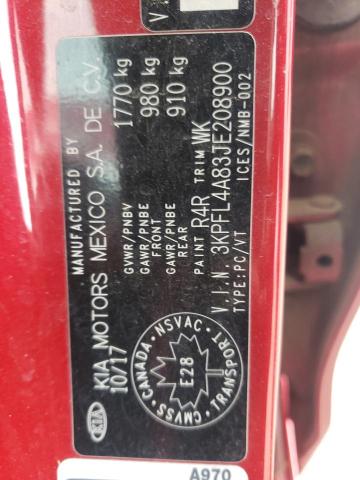 MANUFACTURED BY
KIA MOTORS MEXICO S.A. DE C.V.
10/17
GVWR/PNBV 1770 kg
GAWR/PNBE FRONT 980 kg
GAWR/PNBE REAR 910 kg
PAINT R4R TRIM WK
V.I.N. 3KPFL4A83JE208900
TYPE:PC/VT ICES/NMB-002
KIA
CANADA NSVAC TRANSPORT CMVSS
E28
V
A970